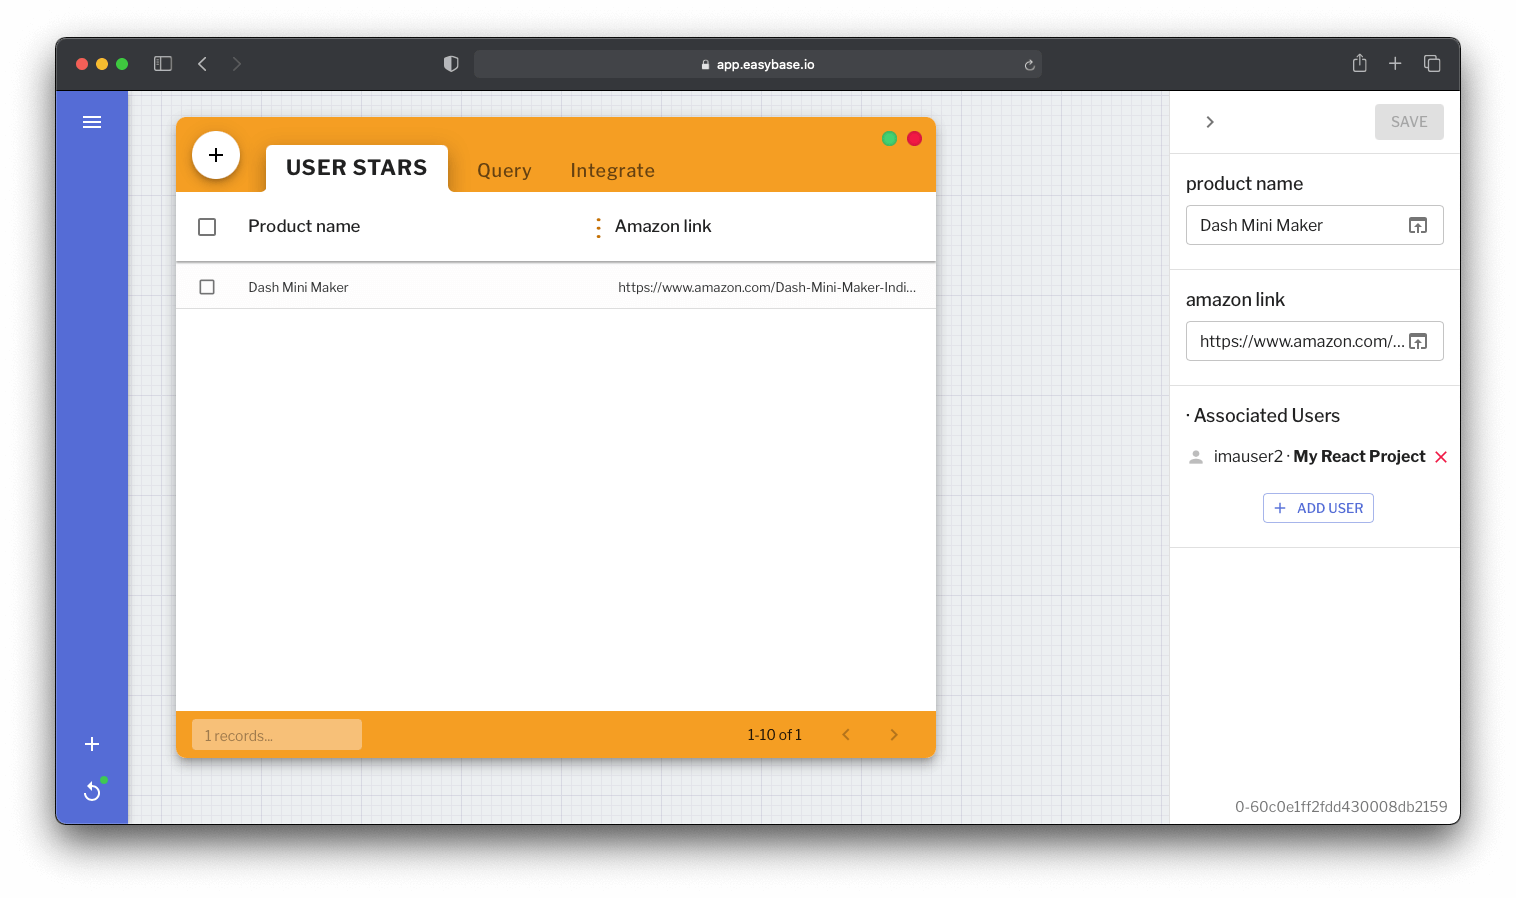 app.easybase.io
SAVE
USER STARS
Query
Integrate
Product name
Amazon link
Dash Mini Maker
https://www.amazon.com/Dash-Mini-Maker-Indi...
1 records...
1-10 of 1
product name
Dash Mini Maker
amazon link
https://www.amazon.com/...
· Associated Users
imauser2 · My React Project
ADD USER
0-60c0e1ff2fdd430008db2159